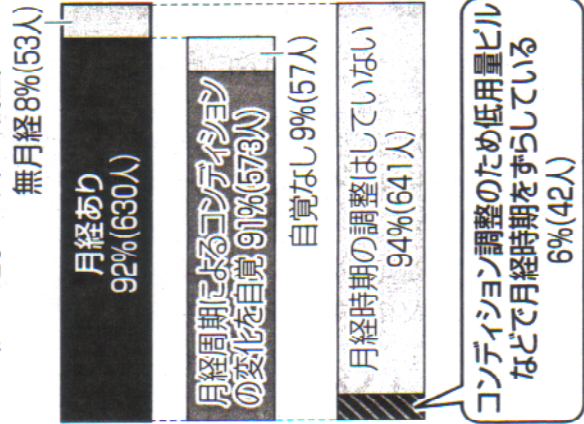 無月経8%(53人)
月経あり
92%(630人)
月経周期によるコンディション
の変化を自覚 91%(573人)
自覚なし 9%(57人)
月経時期の調整はしていない
94%(641人)
コンディション調整のため低用量ピル
などで月経時期をずらしている
6%(42人)